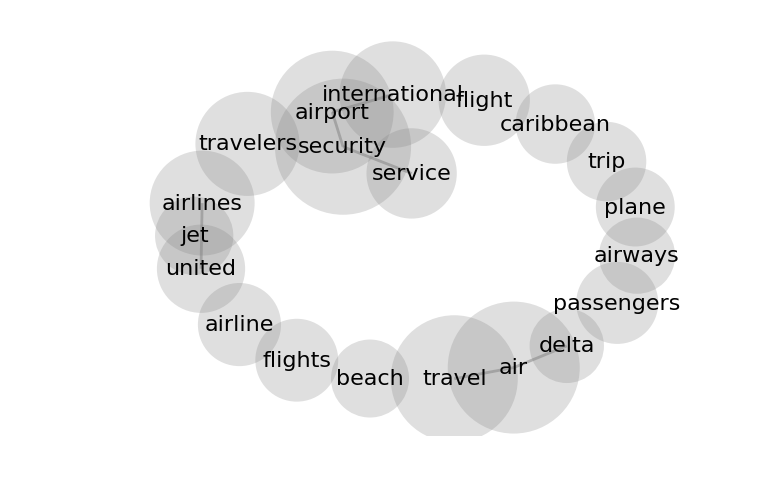 international
flight
airport
caribbean
travelers
security
trip
service
airlines
plane
jet
airways
united
passengers
airline
delta
flights
air
beach
travel